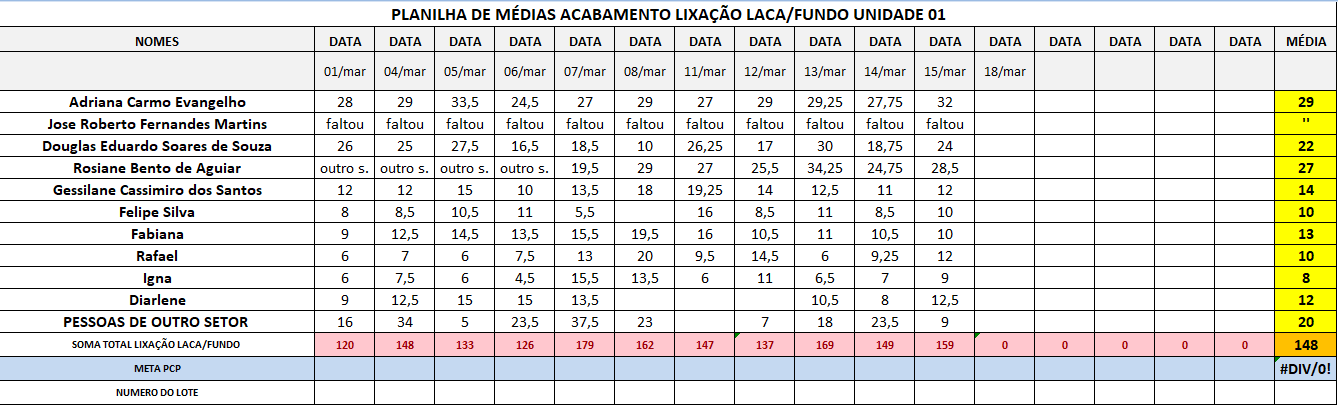 PLANILHA DE MÉDIAS ACABAMENTO LIXAÇÃO LACA/FUNDO UNIDADE 01
NOMES DATA DATA DATA DATA DATA DATA DATA DATA DATA DATA DATA DATA DATA DATA DATA DATA MÉDIA
01/mar 04/mar 05/mar 06/mar 07/mar 08/mar 11/mar 12/mar 13/mar 14/mar 15/mar 18/mar
Adriana Carmo Evangelho 28 29 33,5 24,5 27 29 27 29 29,25 27,75 32 29
Jose Roberto Fernandes Martins faltou faltou faltou faltou faltou faltou faltou faltou faltou faltou faltou "
Douglas Eduardo Soares de Souza 26 25 27,5 16,5 18,5 10 26,25 17 30 18,75 24 22
Rosiane Bento de Aguiar outro s. outro s. outro s. outro s. 19,5 29 27 25,5 34,25 24,75 28,5 27
Gessilane Cassimiro dos Santos 12 12 15 10 13,5 18 19,25 14 12,5 11 12 14
Felipe Silva 8 8,5 10,5 11 5,5 16 8,5 11 8,5 10 10
Fabiana 9 12,5 14,5 13,5 15,5 19,5 16 10,5 11 10,5 10 13
Rafael 6 7 6 7,5 13 20 9,5 14,5 6 9,25 12 10
Igna 6 7,5 6 4,5 15,5 13,5 6 11 6,5 7 9 8
Diarlene 9 12,5 15 15 13,5 10,5 8 12,5 12
PESSOAS DE OUTRO SETOR 16 34 5 23,5 37,5 23 7 18 23,5 9 20
SOMA TOTAL LIXAÇÃO LACA/FUNDO 120 148 133 126 179 162 147 137 169 149 159 0 0 0 0 0 148
META PCP #DIV/0!
NUMERO DO LOTE